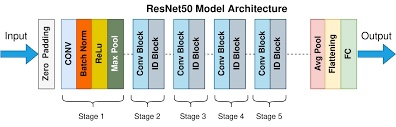 ResNet50 Model Architecture
Input
Zero Padding
CONV
Batch Norm
ReLu
Max Pool
Conv Block
ID Block
Conv Block
ID Block
Conv Block
ID Block
Conv Block
ID Block
Avg Pool
Flattening
FC
Output
Stage 1
Stage 2
Stage 3
Stage 4
Stage 5